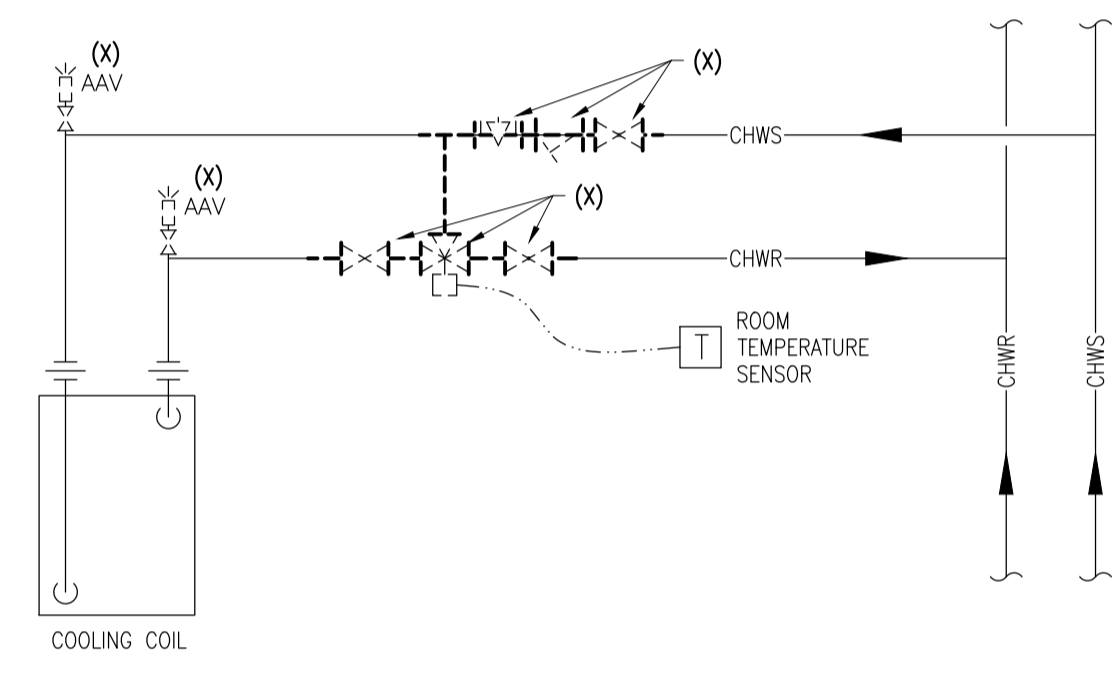 (X)
AAV
(X)
CHWS
(X)
AAV
(X)
CHWR
T
ROOM
TEMPERATURE
SENSOR
CHWR
CHWS
COOLING COIL